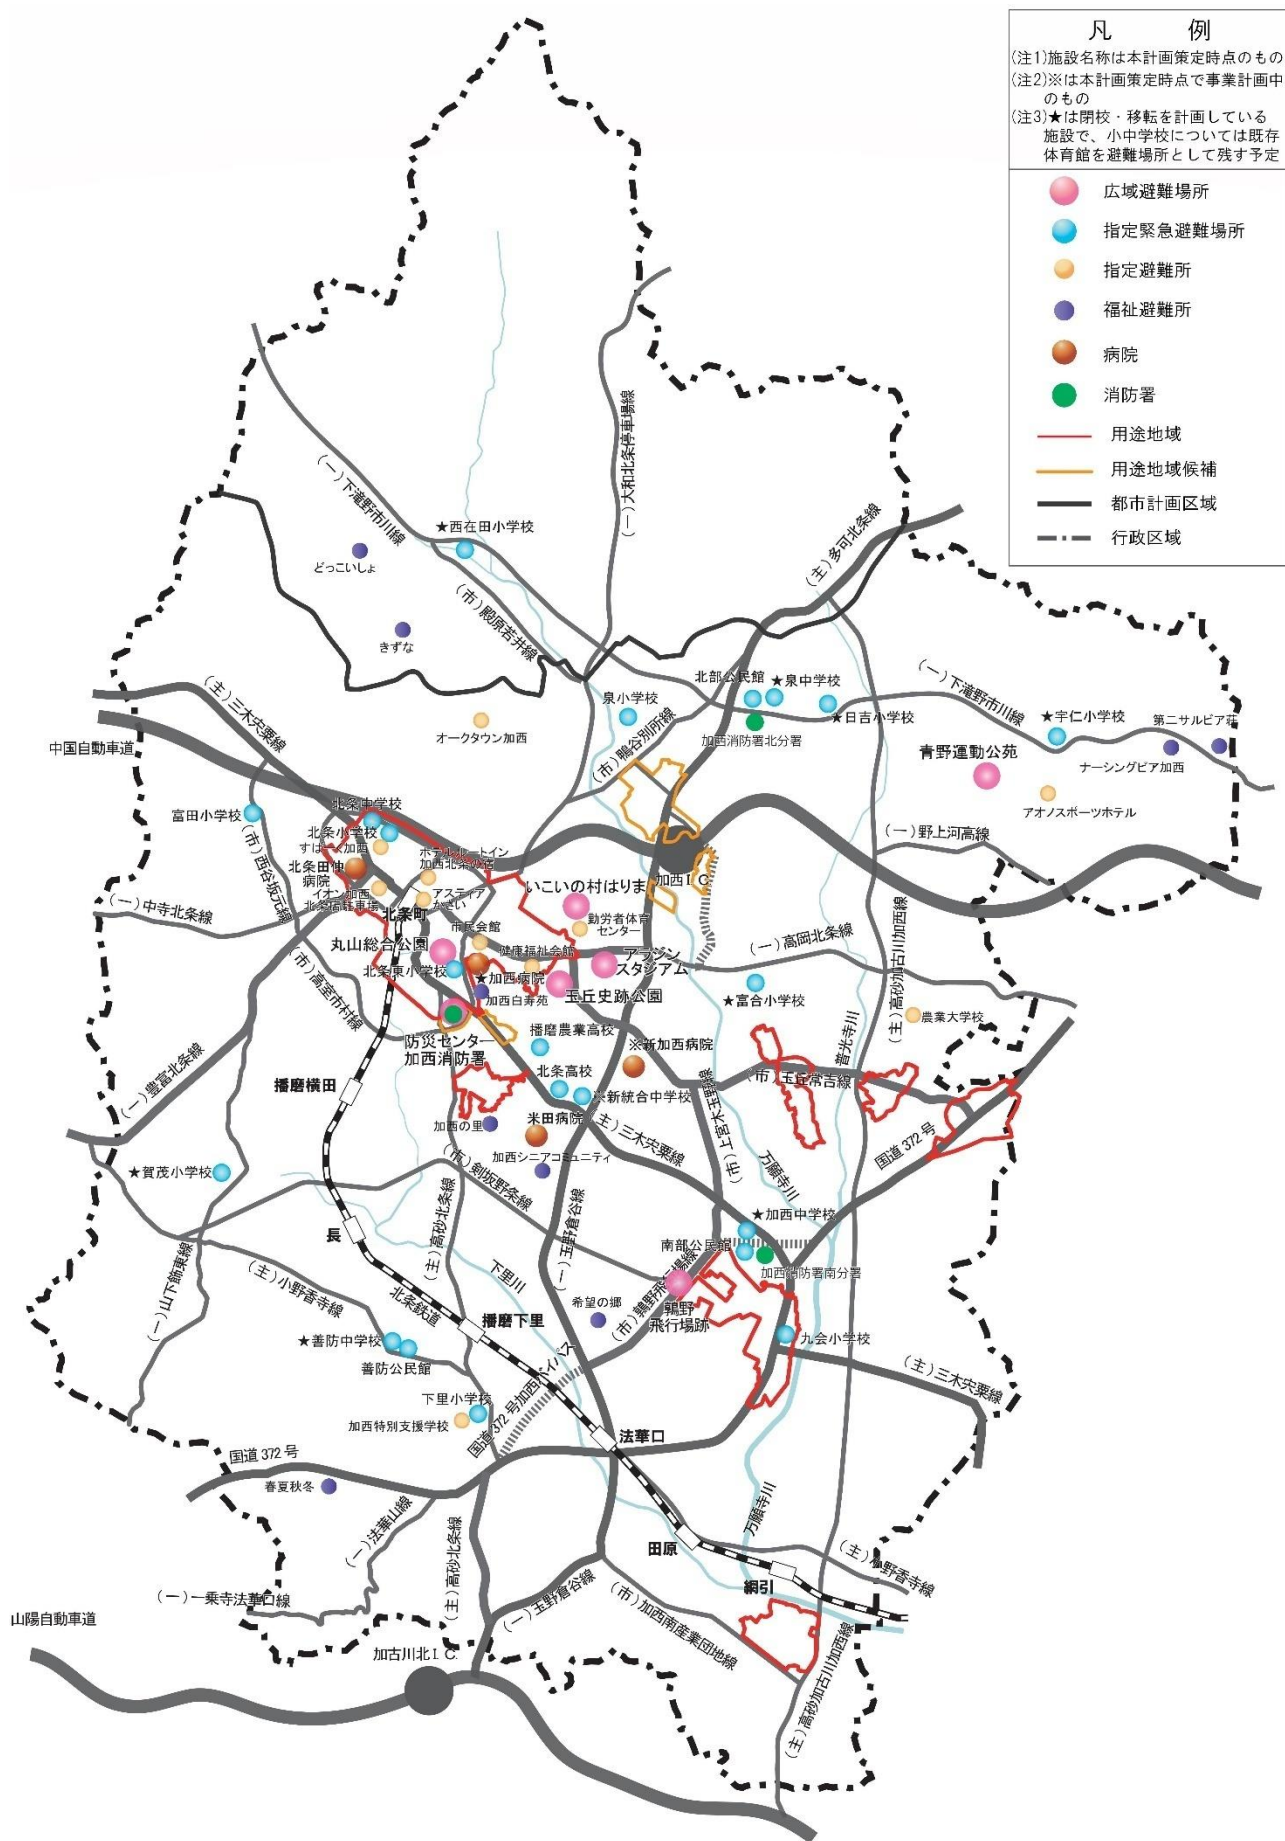 凡　例
(注1)施設名称は本計画策定時点のもの
(注2)※は本計画策定時点で事業計画中
のもの
(注3)★は閉校・移転を計画している
施設で、小中学校については既存
体育館を避難場所として残す予定
広域避難場所
指定緊急避難場所
指定避難所
福祉避難所
病院
消防署
用途地域
用途地域候補
都市計画区域
行政区域
(一)大和北条停車場線
(一)下滝野市川線
★西在田小学校
どっこいしょ
(市)殿原若井線
きずな
(主)多可北条線
北部公民館
★泉中学校
泉小学校
★日吉小学校
加西消防署北分署
(一)下滝野市川線
★宇仁小学校
第二サルビア荘
ナーシングピア加西
青野運動公苑
アオノスポーツホテル
オークタウン加西
(市)鴨谷別所線
(主)三木宍粟線
中国自動車道
富田小学校
(市)西谷坂元線
北条中学校
北条小学校
北条田仲
病院
ホテルルートイン
加西北条の宿
イオン加西
北条店駐車場
アスティア
かさい
北条町
(一)中寺北条線
(一)野上河高線
加西I.C.
いこいの村はりま
勤労者体育
センター
市民会館
丸山総合公園
健康福祉会館
北条東小学校
★加西病院
アラジン
スタジアム
玉丘史跡公園
加西白寿苑
(一)高岡北条線
★富合小学校
(主)高砂加古川加西線
農業大学校
(市)高室市村線
防災センター
加西消防署
播磨農業高校
※新加西病院
北条高校
※新統合中学校
普光寺川
(市)玉丘常吉線
国道372号
(一)豊富北条線
播磨横田
加西の里
米田病院
加西シニアコミュニティ
(主)三木宍粟線
(市)上宮木玉野線
万願寺川
★賀茂小学校
(市)剣坂野条線
(主)高砂北条線
(一)玉野倉谷線
長
★加西中学校
南部公民館
加西消防署南分署
(一)山下飾東線
(主)小野香寺線
北条鉄道
下里川
播磨下里
希望の郷
(市)鶉野飛行場線
鶉野
飛行場跡
九会小学校
(主)三木宍粟線
★善防中学校
善防公民館
下里小学校
加西特別支援学校
国道372号加西バイパス
法華口
国道372号
春夏秋冬
(一)法華山線
(一)一乗寺法華口線
(主)高砂北条線
(一)玉野倉谷線
万願寺川
田原
(主)小野香寺線
網引
(市)加西南産業団地線
(主)高砂加古川加西線
山陽自動車道
加古川北I.C.